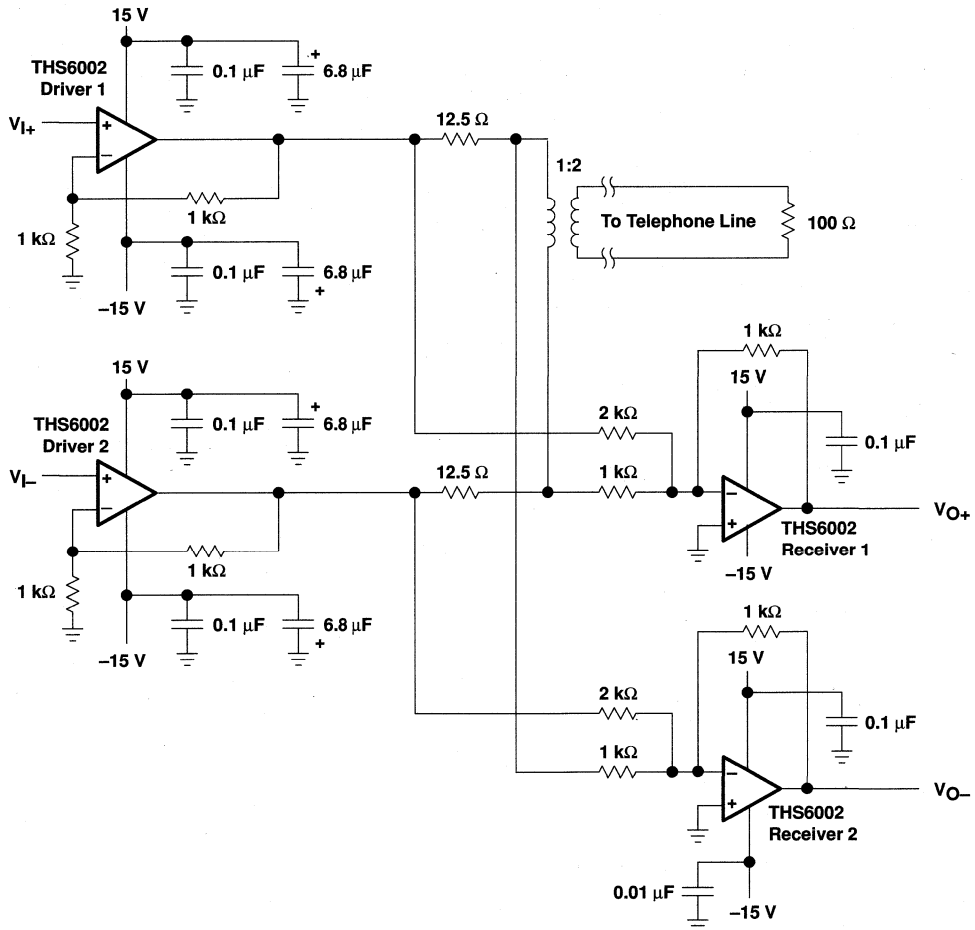 15 V
THS6002
Driver 1
+
0.1 µF
6.8 µF
VI+
+
−
12.5 Ω
1:2
1 kΩ
1 kΩ
To Telephone Line
100 Ω
0.1 µF
6.8 µF
+
−15 V
15 V
THS6002
Driver 2
+
0.1 µF
6.8 µF
VI−
+
−
12.5 Ω
1 kΩ
1 kΩ
0.1 µF
6.8 µF
+
−15 V
1 kΩ
15 V
2 kΩ
0.1 µF
1 kΩ
−
+
VO+
THS6002
Receiver 1
−15 V
1 kΩ
15 V
2 kΩ
0.1 µF
1 kΩ
−
+
VO−
THS6002
Receiver 2
0.01 µF
−15 V